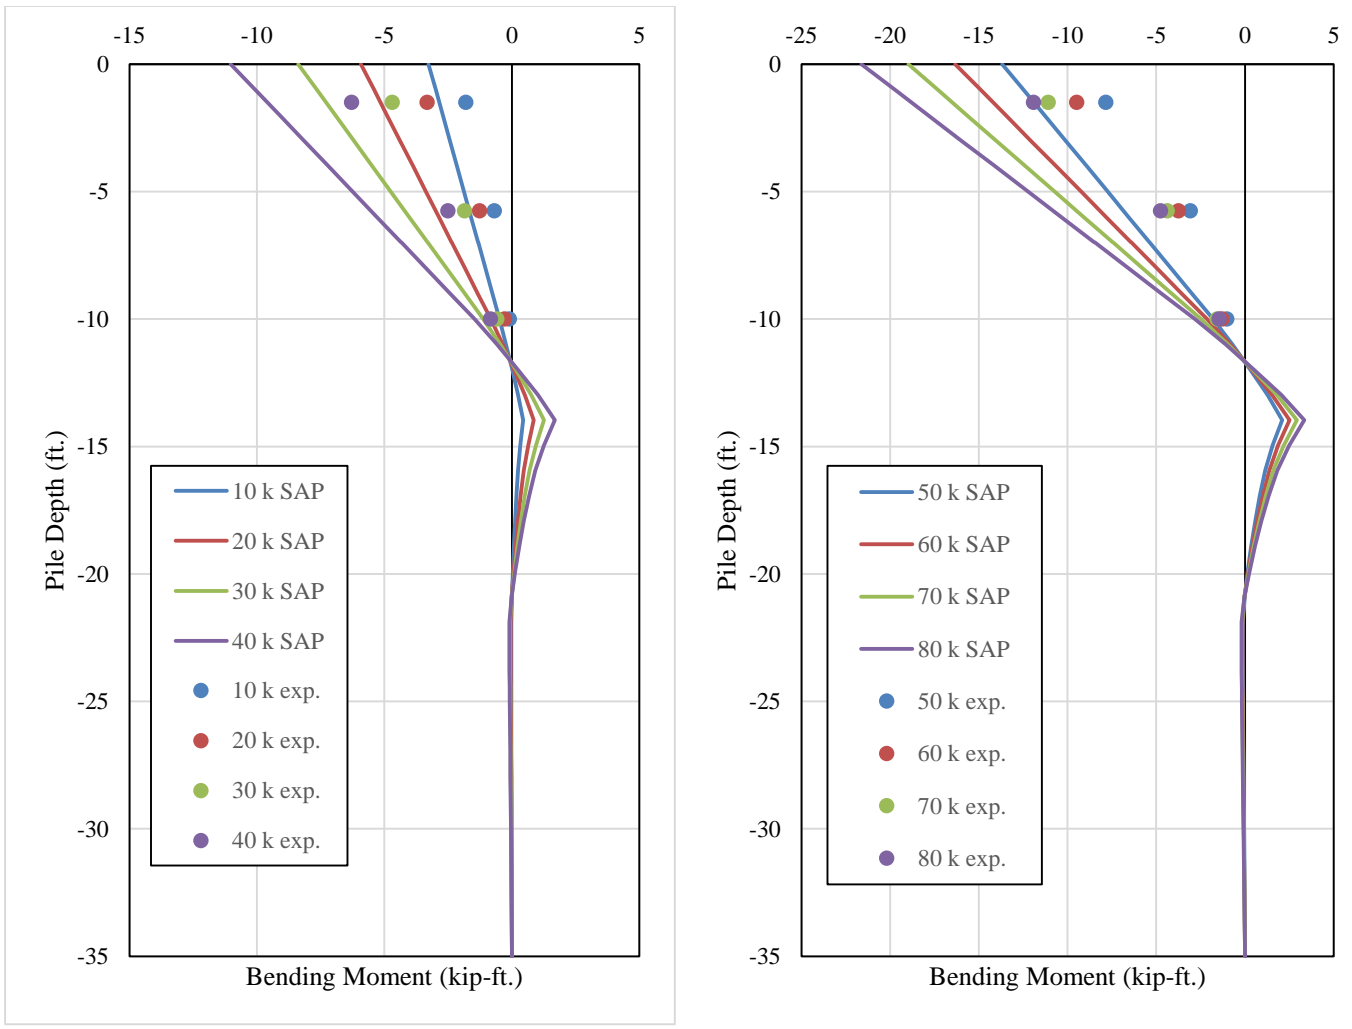 -15 -10 -5 0 5
0
-5
-10
-15
-20
-25
-30
-35
Pile Depth (ft.)
10 k SAP
20 k SAP
30 k SAP
40 k SAP
10 k exp.
20 k exp.
30 k exp.
40 k exp.
Bending Moment (kip-ft.)
-25 -20 -15 -10 -5 0 5
0
-5
-10
-15
-20
-25
-30
-35
Pile Depth (ft.)
50 k SAP
60 k SAP
70 k SAP
80 k SAP
50 k exp.
60 k exp.
70 k exp.
80 k exp.
Bending Moment (kip-ft.)